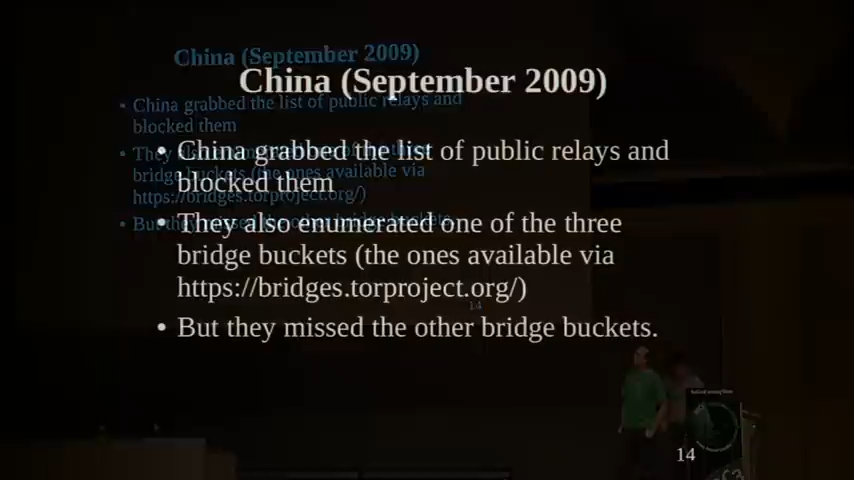 China (September 2009)
• China grabbed the list of public relays and
blocked them
• They also enumerated one of the three
bridge buckets (the ones available via
https://bridges.torproject.org/)
• But they missed the other bridge buckets.
14
China (September 2009)
• China grabbed the list of public relays and
blocked them
• They also enumerated one of the three
bridge buckets (the ones available via
https://bridges.torproject.org/)
• But they missed the other bridge buckets.
14